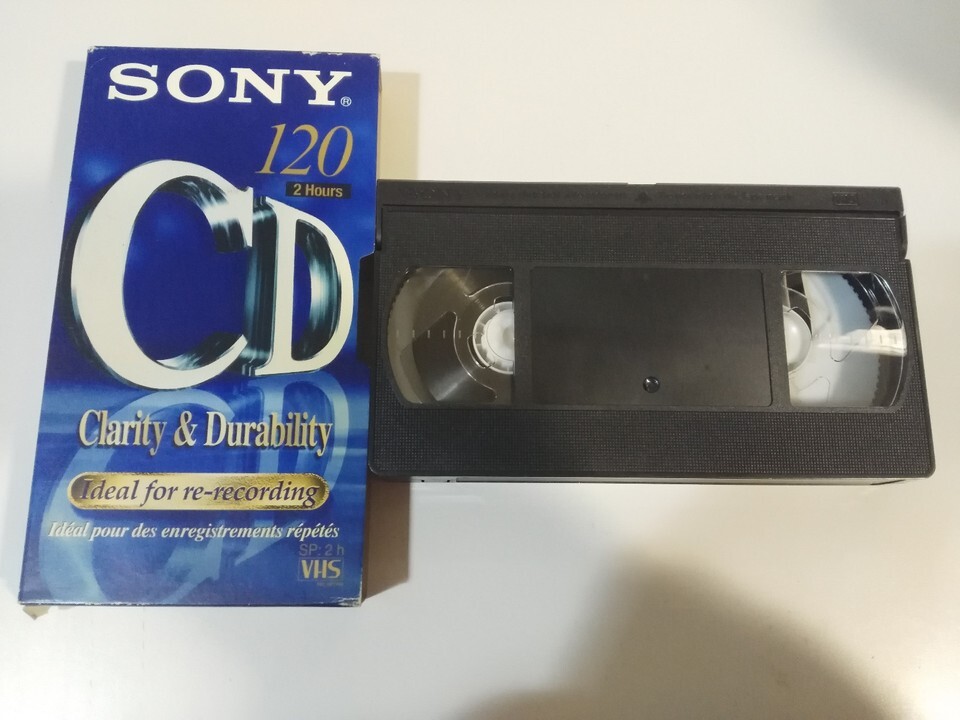 SONY®
120
2 Hours
CD
Clarity & Durability
Ideal for re-recording
Idéal pour des enregistrements répétés
SP: 2 h
VHS
VHS